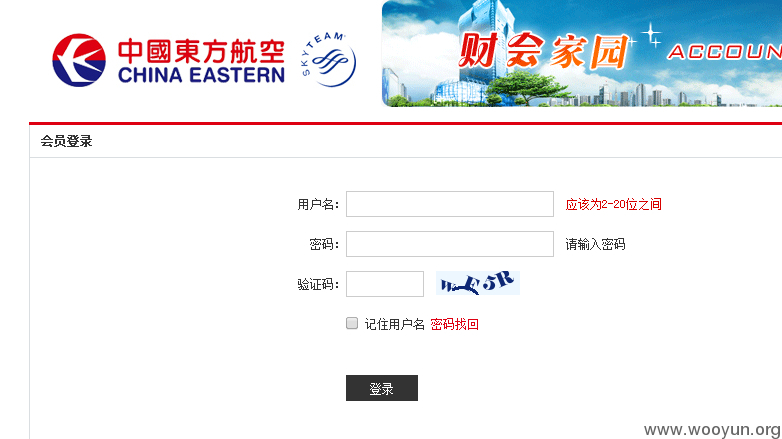 中國東方航空
CHINA EASTERN
SKYTEAM
财会家园 ACCOUN
会员登录
用户名： 应该为2-20位之间
密码： 请输入密码
验证码： WE5R
记住用户名 密码找回
登录
www.wooyun.org